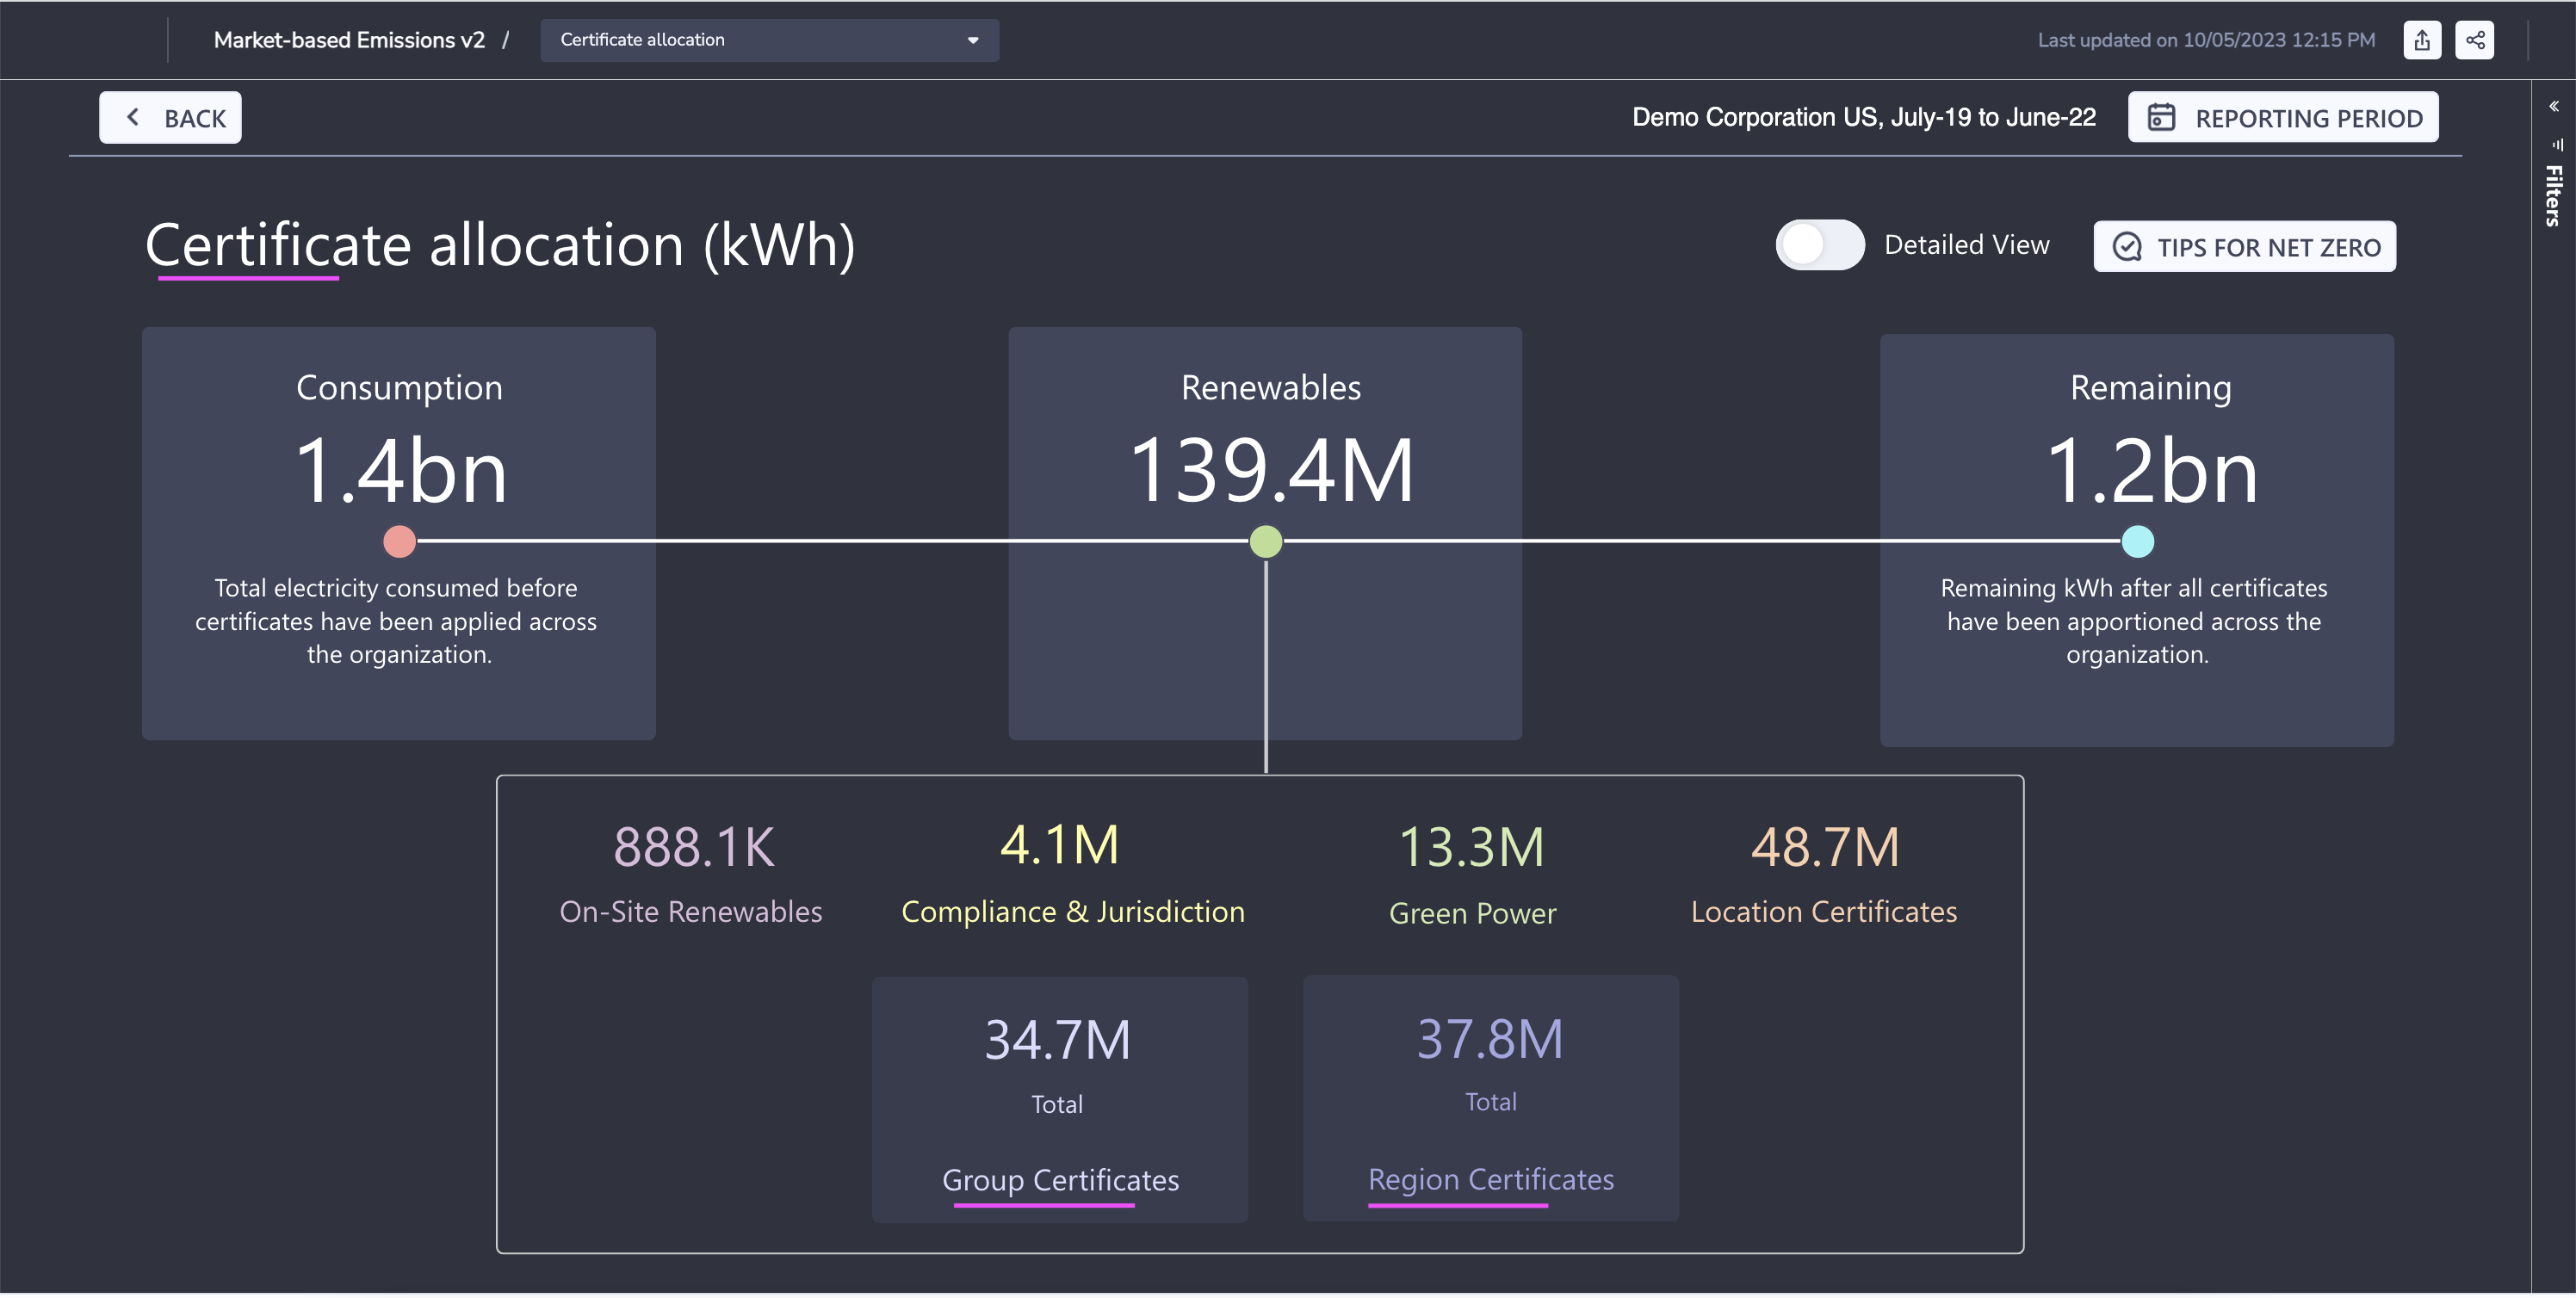 Market-based Emissions v2 /
Certificate allocation
Last updated on 10/05/2023 12:15 PM
BACK
Demo Corporation US, July-19 to June-22
REPORTING PERIOD
Filters
Certificate allocation (kWh)
Detailed View
TIPS FOR NET ZERO
Consumption
1.4bn
Total electricity consumed before
certificates have been applied across
the organization.
Renewables
139.4M
Remaining
1.2bn
Remaining kWh after all certificates
have been apportioned across the
organization.
888.1K
On-Site Renewables
4.1M
Compliance & Jurisdiction
13.3M
Green Power
48.7M
Location Certificates
34.7M
Total
Group Certificates
37.8M
Total
Region Certificates